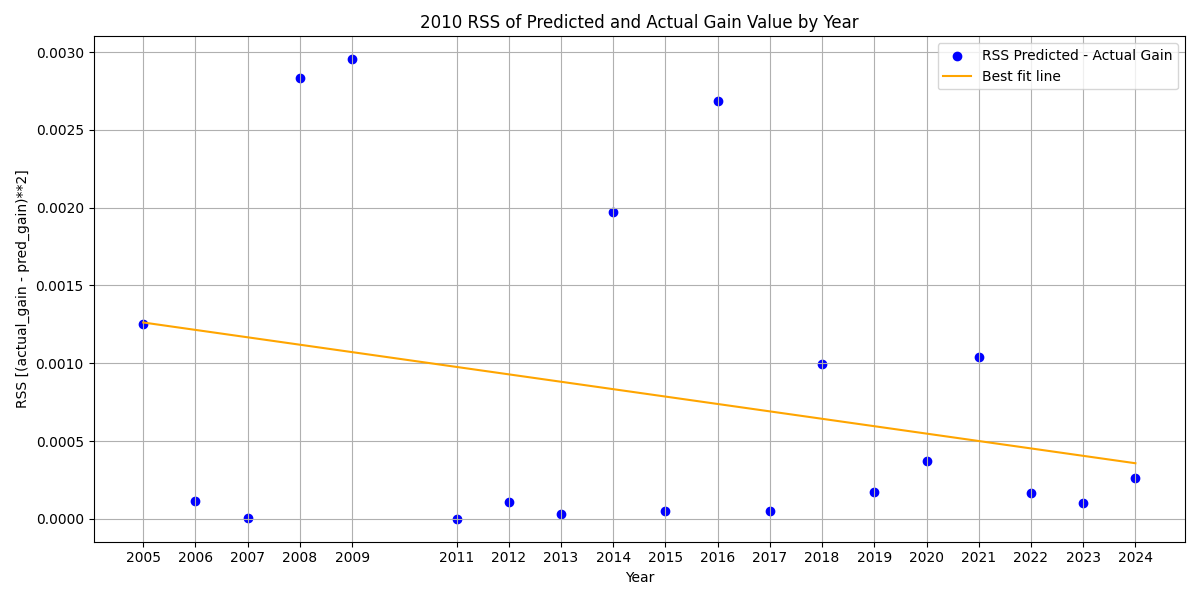 2010 RSS of Predicted and Actual Gain Value by Year
RSS Predicted - Actual Gain
Best fit line
RSS [(actual_gain - pred_gain)**2]
0.0030
0.0025
0.0020
0.0015
0.0010
0.0005
0.0000
2005 2006 2007 2008 2009 2011 2012 2013 2014 2015 2016 2017 2018 2019 2020 2021 2022 2023 2024
Year